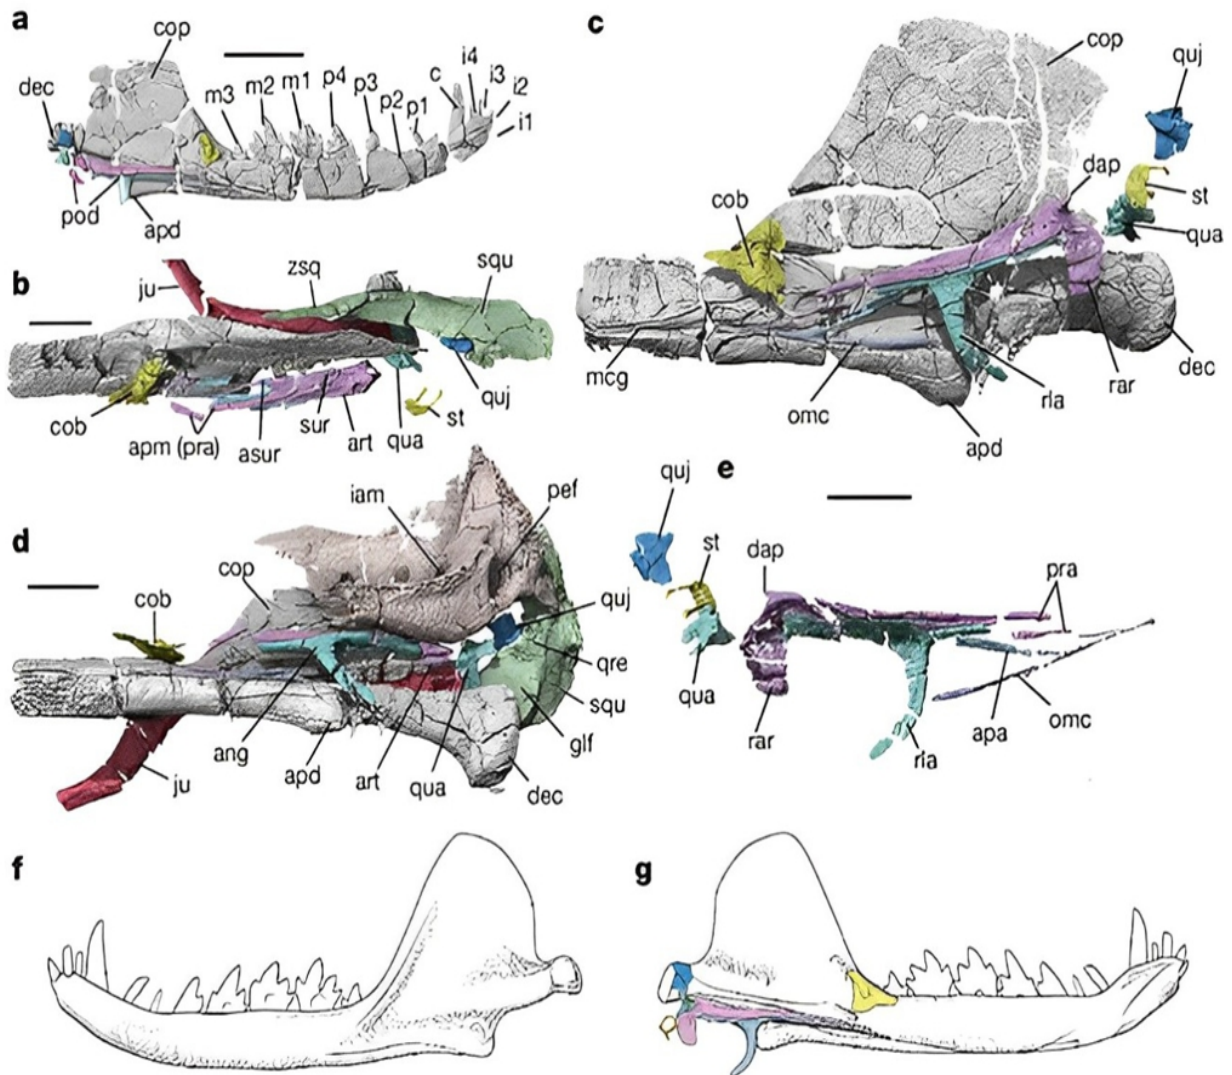 a
cop
dec
m3
m2
m1
p4
p3
p2
p1
c
i4
i3
i2
i1
pod
apd
b
ju
zsq
squ
cob
apm (pra)
asur
sur
art
qua
st
quj
c
cop
quj
cob
dap
st
qua
mcg
omc
apd
rla
rar
dec
d
iam
pef
cop
cob
quj
qre
squ
glf
ju
ang
apd
art
qua
dec
e
quj
st
dap
pra
qua
rar
rla
apa
omc
f
g